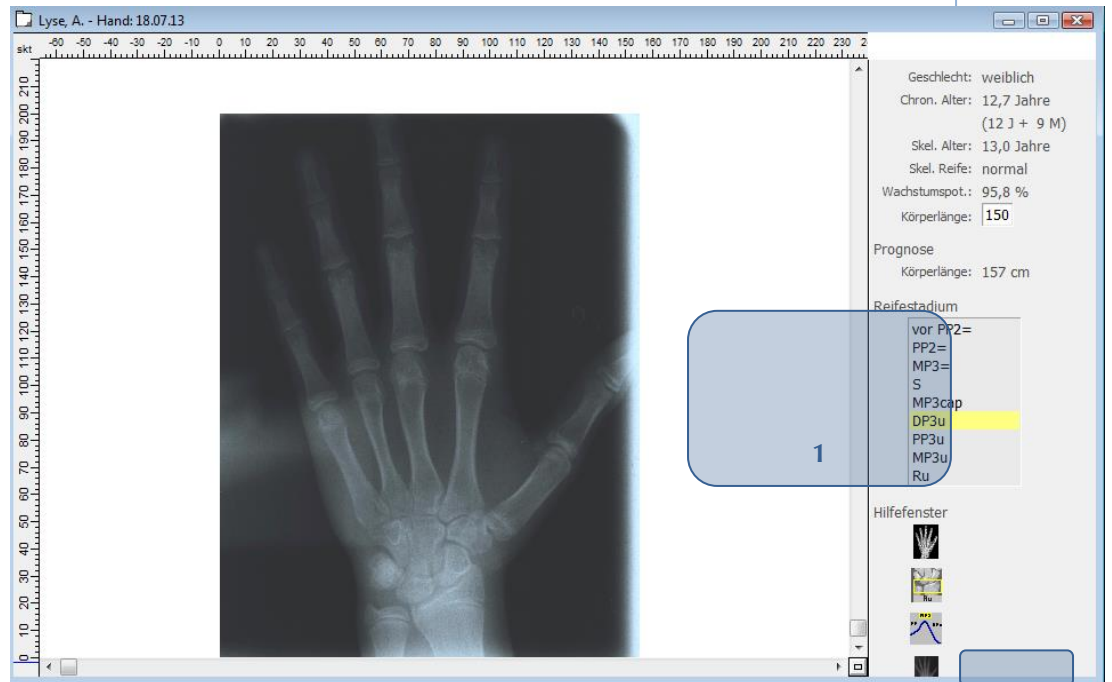 Lyse, A. - Hand: 18.07.13
skt -60 -50 -40 -30 -20 -10 0 10 20 30 40 50 60 70 80 90 100 110 120 130 140 150 160 170 180 190 200 210 220 230
210
200
190
180
170
160
150
140
130
120
110
100
90
80
70
60
50
40
30
20
10
0
Geschlecht: weiblich
Chron. Alter: 12,7 Jahre
(12 J + 9 M)
Skel. Alter: 13,0 Jahre
Skel. Reife: normal
Wachstumspot.: 95,8 %
Körperlänge: 150
Prognose
Körperlänge: 157 cm
Reifestadium
vor PP2=
PP2=
MP3=
S
MP3cap
DP3u
PP3u
MP3u
Ru
1
Hilfefenster
Ru
MP3